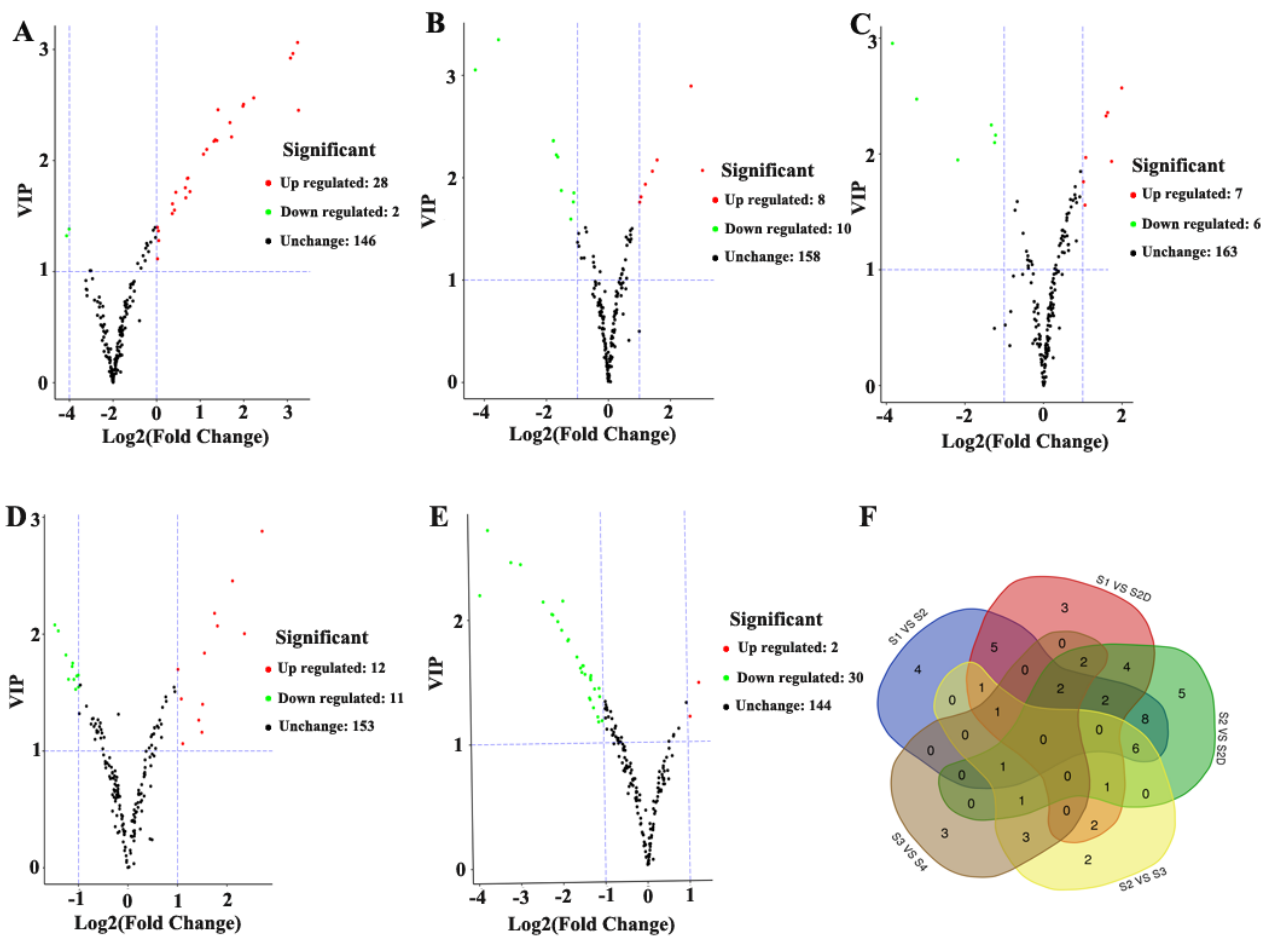 A
VIP
3
2
1
0
-4
-2
0
0
1
2
3
Log2(Fold Change)
Significant
Up regulated: 28
Down regulated: 2
Unchange: 146
B
VIP
3
2
1
0
-4
-2
0
2
Log2(Fold Change)
Significant
Up regulated: 8
Down regulated: 10
Unchange: 158
C
VIP
3
2
1
0
-4
-2
0
2
Log2(Fold Change)
Significant
Up regulated: 7
Down regulated: 6
Unchange: 163
D
VIP
3
2
1
0
-1
0
1
2
Log2(Fold Change)
Significant
Up regulated: 12
Down regulated: 11
Unchange: 153
E
VIP
2
1
0
-4
-3
-2
-1
0
1
Log2(Fold Change)
Significant
Up regulated: 2
Down regulated: 30
Unchange: 144
F
S1 VS S2
S1 VS S2D
S2 VS S2D
S2 VS S3
S3 VS S4
3
4
5
0
0
2
4
5
0
1
2
2
8
1
0
0
0
6
0
0
1
0
1
0
0
1
0
3
3
2
2